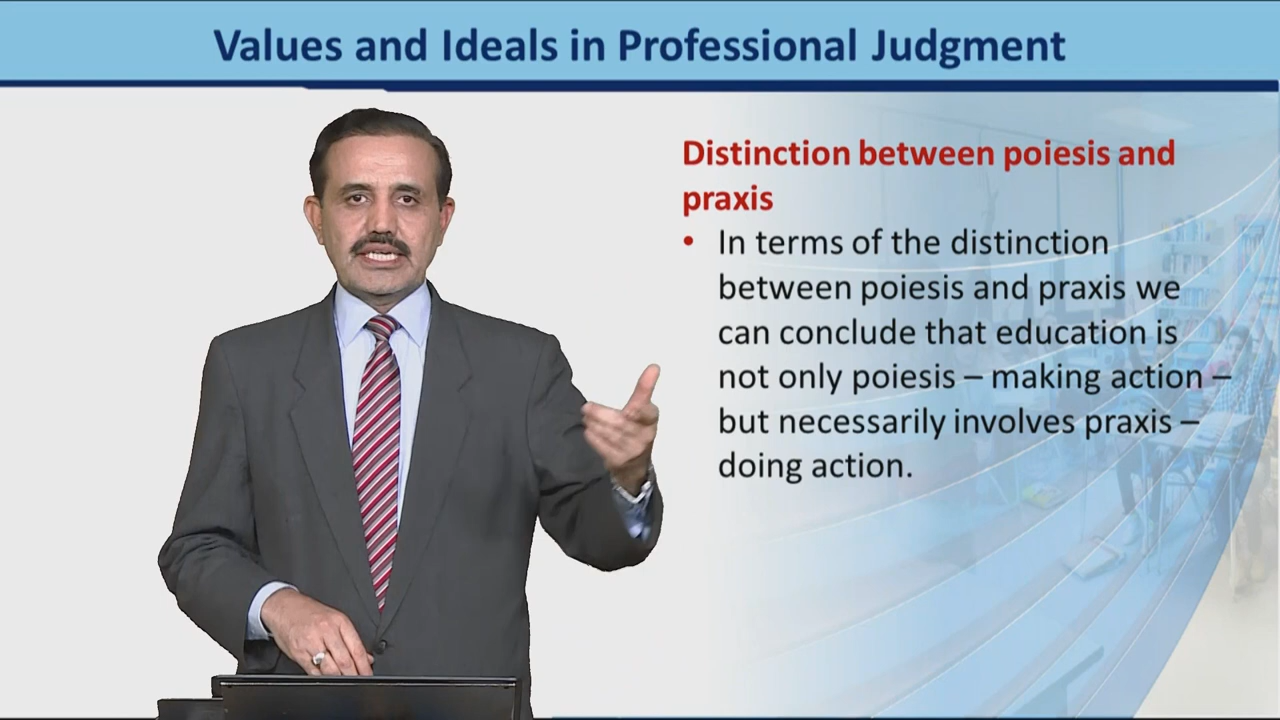 Values and Ideals in Professional Judgment
Distinction between poiesis and
praxis
• In terms of the distinction
between poiesis and praxis we
can conclude that education is
not only poiesis – making action –
but necessarily involves praxis –
doing action.